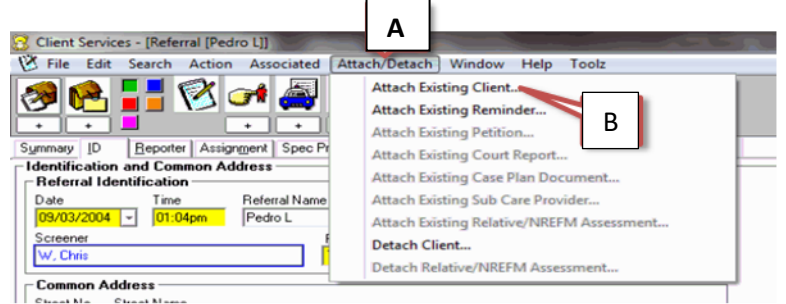 A
Client Services - [Referral [Pedro L]]
File Edit Search Action Associated Attach/Detach Window Help Toolz
Attach Existing Client...
Attach Existing Reminder...
B
Attach Existing Petition...
Attach Existing Court Report...
Attach Existing Case Plan Document...
Attach Existing Sub Care Provider...
Attach Existing Relative/NREFM Assessment...
Detach Client...
Detach Relative/NREFM Assessment...
+ + + +
Summary ID Reporter Assignment Spec Pr
Identification and Common Address
Referral Identification
Date Time Referral Name
09/03/2004 01:04pm Pedro L
Screener
W, Chris
Common Address
Street No Street Name